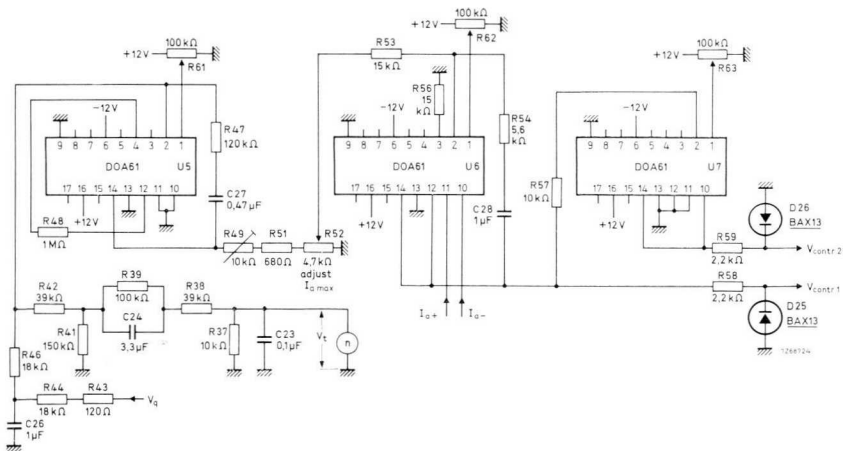 100kΩ
+12V
R61
R53
15kΩ
100kΩ
+12V
R62
100kΩ
+12V
R63
-12V
R47
120kΩ
-12V
R56
15
kΩ
R54
5,6
kΩ
-12V
9 8 7 6 5 4 3 2 1
DOA61 U5
17 16 15 14 13 12 11 10
+12V
9 8 7 6 5 4 3 2 1
DOA61 U6
17 16 15 14 13 12 11 10
+12V
9 8 7 6 5 4 3 2 1
DOA61 U7
17 16 15 14 13 12 11 10
+12V
C27
0,47µF
R48
1MΩ
R49
10kΩ
R51
680Ω
R52
4,7kΩ
adjust
Ia max
C28
1µF
R57
10kΩ
D26
BAX13
R59
2,2kΩ
Vcontr2
R58
2,2kΩ
Vcontr1
Ia+ Ia-
D25
BAX13
R42
39kΩ
R39
100kΩ
C24
3,3µF
R38
39kΩ
R41
150kΩ
R37
10kΩ
C23
0,1µF
Vt
n
R46
18kΩ
R44
18kΩ
R43
120Ω
Vq
C26
1µF